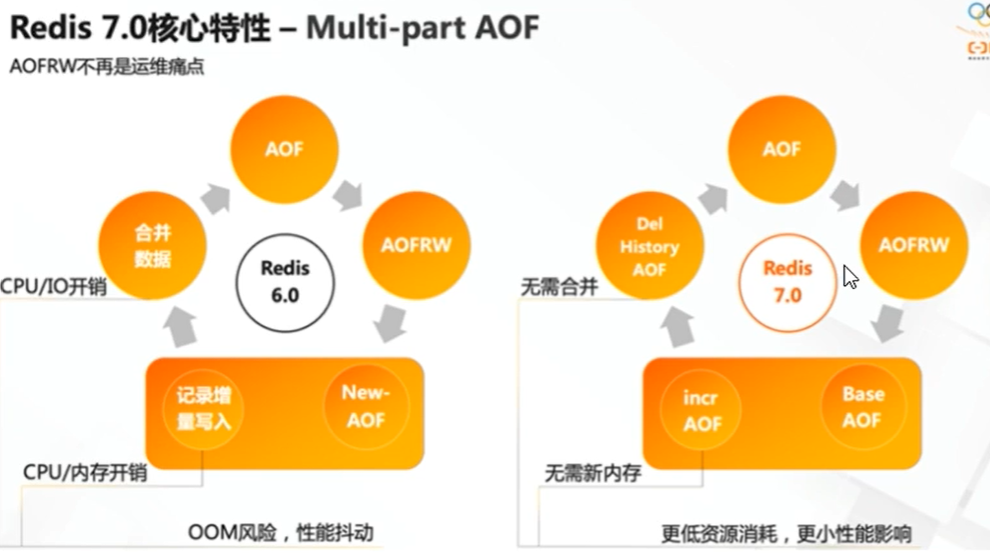 Redis 7.0核心特性 – Multi-part AOF
AOFRW不再是运维痛点
AOF
合并
数据
AOFRW
Redis
6.0
CPU/IO开销
记录增
量写入
New-
AOF
CPU/内存开销
OOM风险，性能抖动
AOF
Del
History
AOF
AOFRW
Redis
7.0
无需合并
incr
AOF
Base
AOF
无需新内存
更低资源消耗，更小性能影响